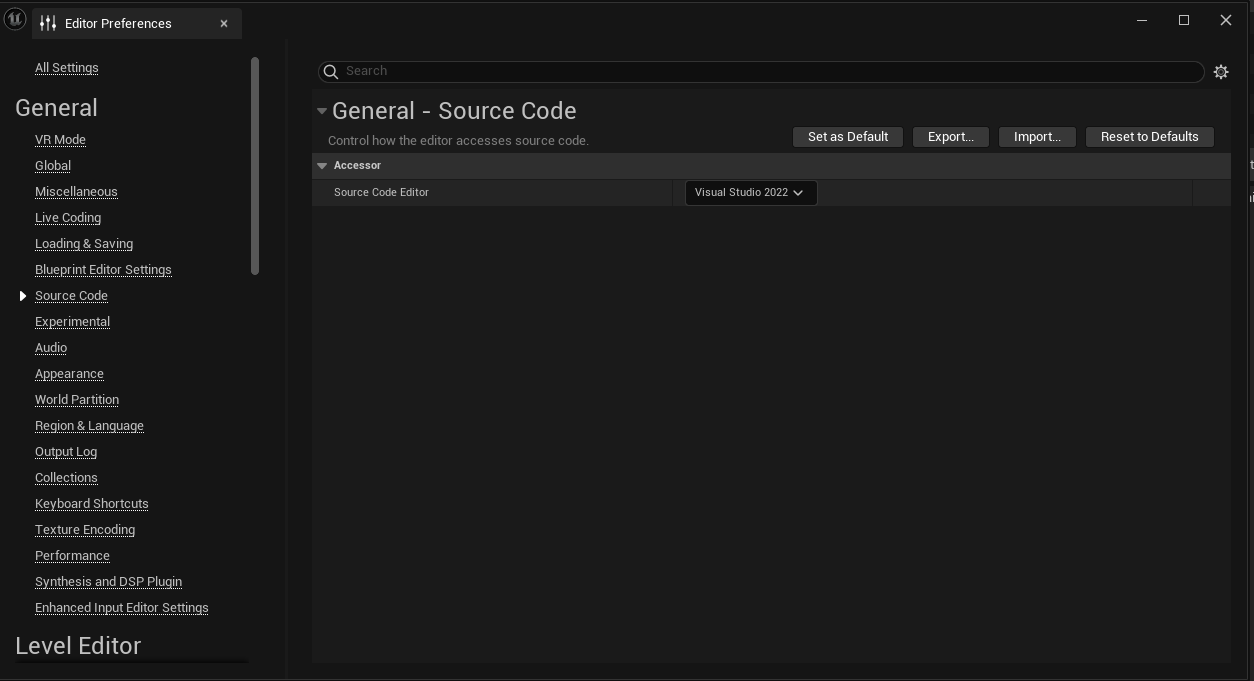 Editor Preferences
All Settings
General
VR Mode
Global
Miscellaneous
Live Coding
Loading & Saving
Blueprint Editor Settings
Source Code
Experimental
Audio
Appearance
World Partition
Region & Language
Output Log
Collections
Keyboard Shortcuts
Texture Encoding
Performance
Synthesis and DSP Plugin
Enhanced Input Editor Settings
Level Editor
Search
General - Source Code
Control how the editor accesses source code.
Set as Default
Export...
Import...
Reset to Defaults
Accessor
Source Code Editor
Visual Studio 2022